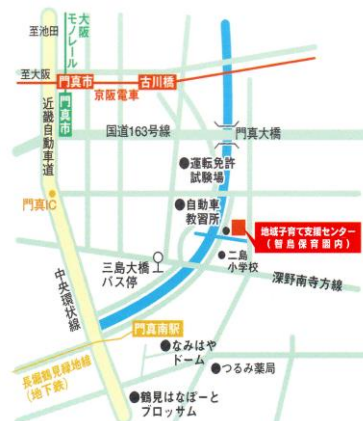 至池田
大阪
モノレール
至大阪
門真市
古川橋
京阪電車
門真市
近畿自動車道
国道163号線
門真大橋
●運転免許
試験場
●自動車
教習所
門真IC
地域子育て支援センター
(智鳥保育園内)
二島
小学校
三島大橋
バス停
深野南寺方線
中央環状線
門真南駅
●なみはや
ドーム
長堀鶴見緑地線
(地下鉄)
●つるみ薬局
●鶴見はなぽーと
ブロッサム